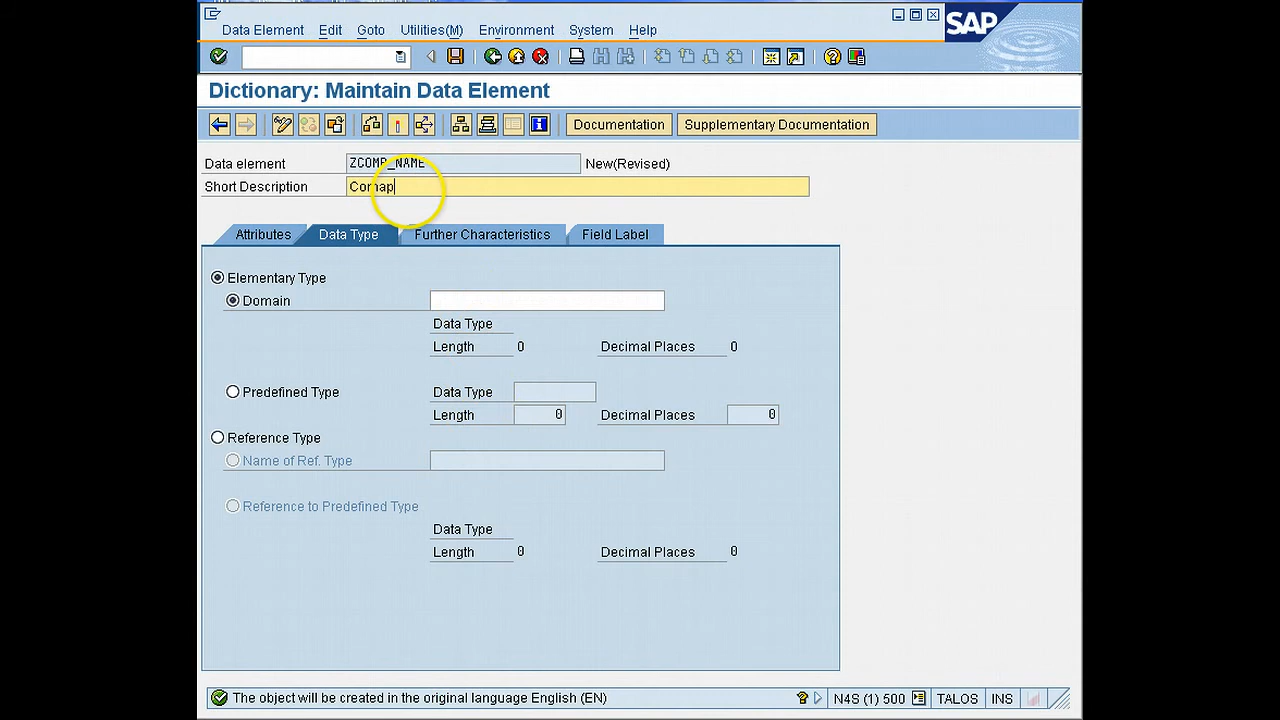 Data Element Edit Goto Utilities(M) Environment System Help
SAP
Dictionary: Maintain Data Element
Documentation Supplementary Documentation
Data element ZCOMP_NAME New(Revised)
Short Description Comap
Attributes Data Type Further Characteristics Field Label
Elementary Type
Domain
Data Type
Length 0 Decimal Places 0
Predefined Type Data Type
Length 0 Decimal Places 0
Reference Type
Name of Ref. Type
Reference to Predefined Type
Data Type
Length 0 Decimal Places 0
The object will be created in the original language English (EN) N4S (1) 500 TALOS INS